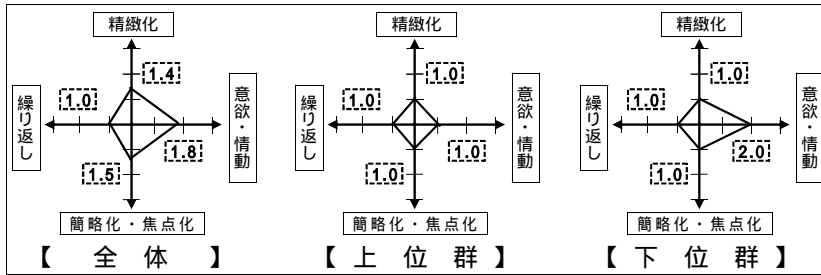 精緻化
1.4
1.0
繰り返し
意欲・情動
1.8
1.5
簡略化・焦点化
【 全 体 】
精緻化
1.0
1.0
繰り返し
意欲・情動
1.0
1.0
簡略化・焦点化
【 上 位 群 】
精緻化
1.0
1.0
繰り返し
意欲・情動
2.0
1.0
簡略化・焦点化
【 下 位 群 】